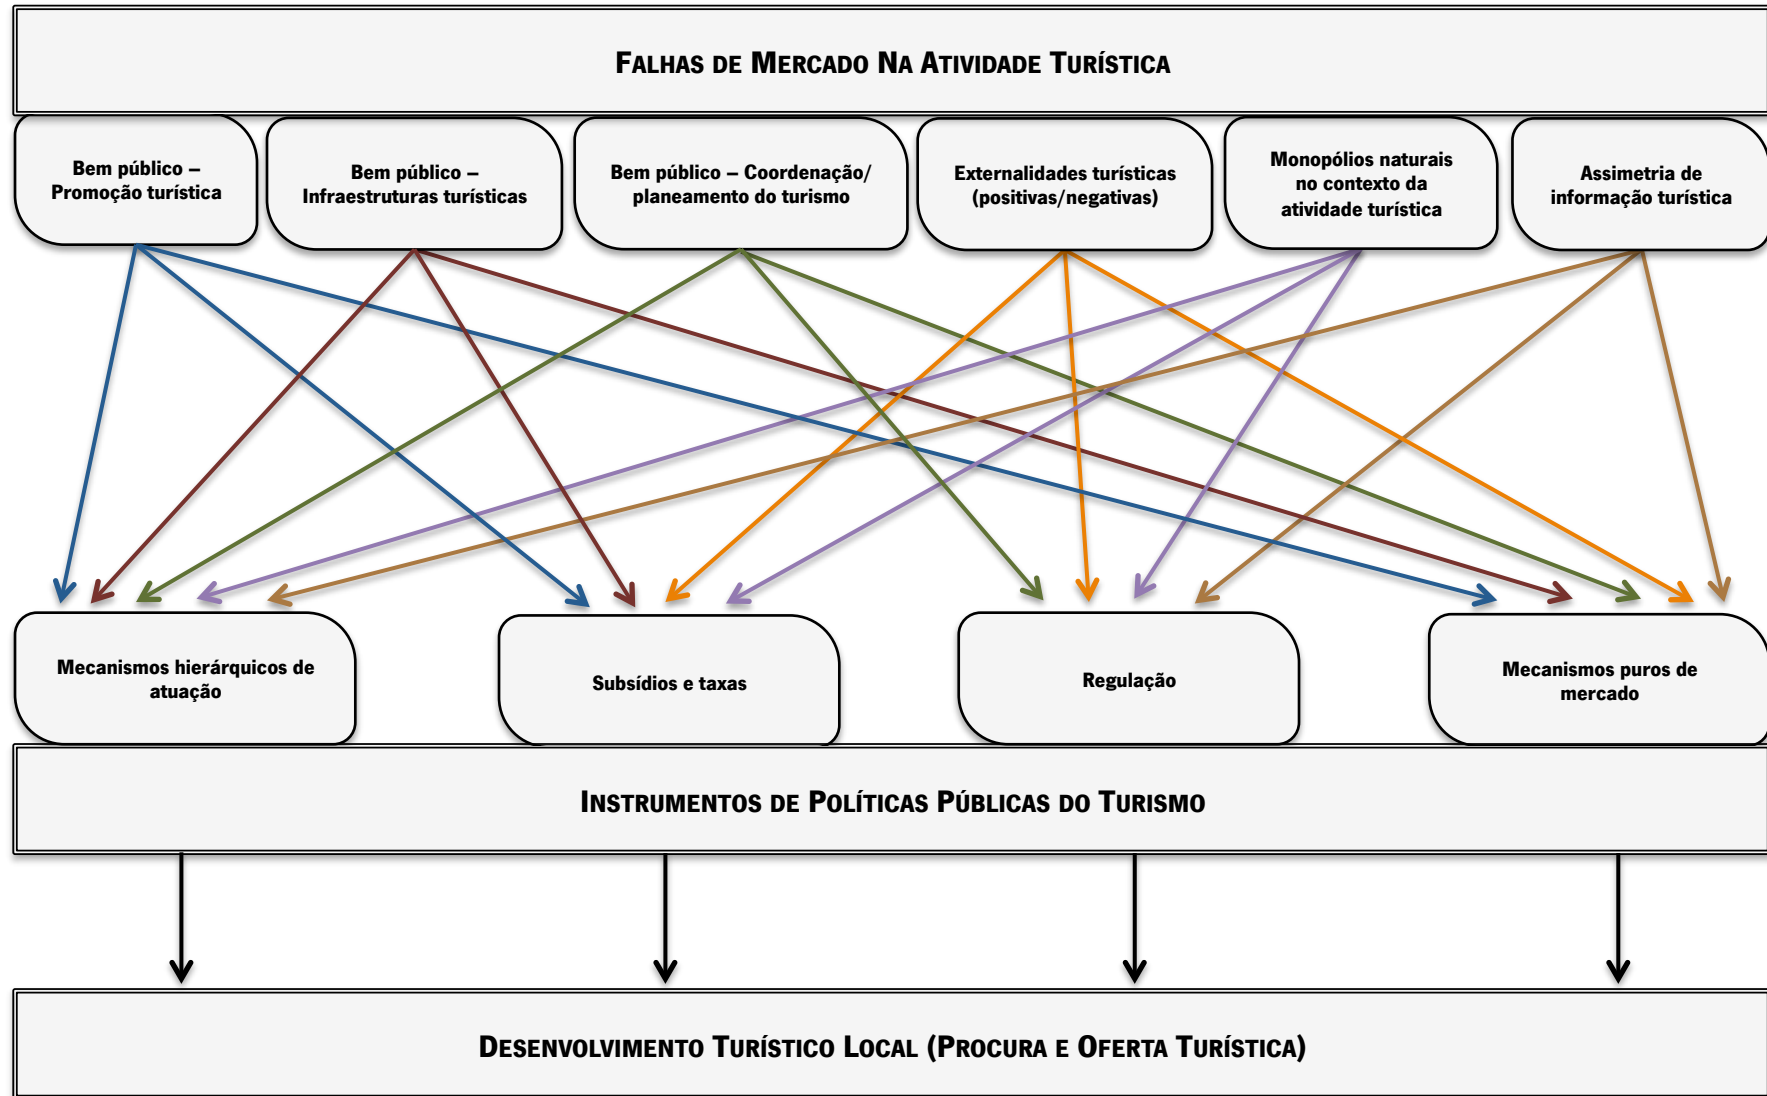 FALHAS DE MERCADO NA ATIVIDADE TURÍSTICA
Bem público –
Promoção turística
Bem público –
Infraestruturas turísticas
Bem público – Coordenação/
planeamento do turismo
Externalidades turísticas
(positivas/negativas)
Monopólios naturais
no contexto da
atividade turística
Assimetria de
informação turística
Mecanismos hierárquicos de
atuação
Subsídios e taxas
Regulação
Mecanismos puros de
mercado
INSTRUMENTOS DE POLÍTICAS PÚBLICAS DO TURISMO
DESENVOLVIMENTO TURÍSTICO LOCAL (PROCURA E OFERTA TURÍSTICA)